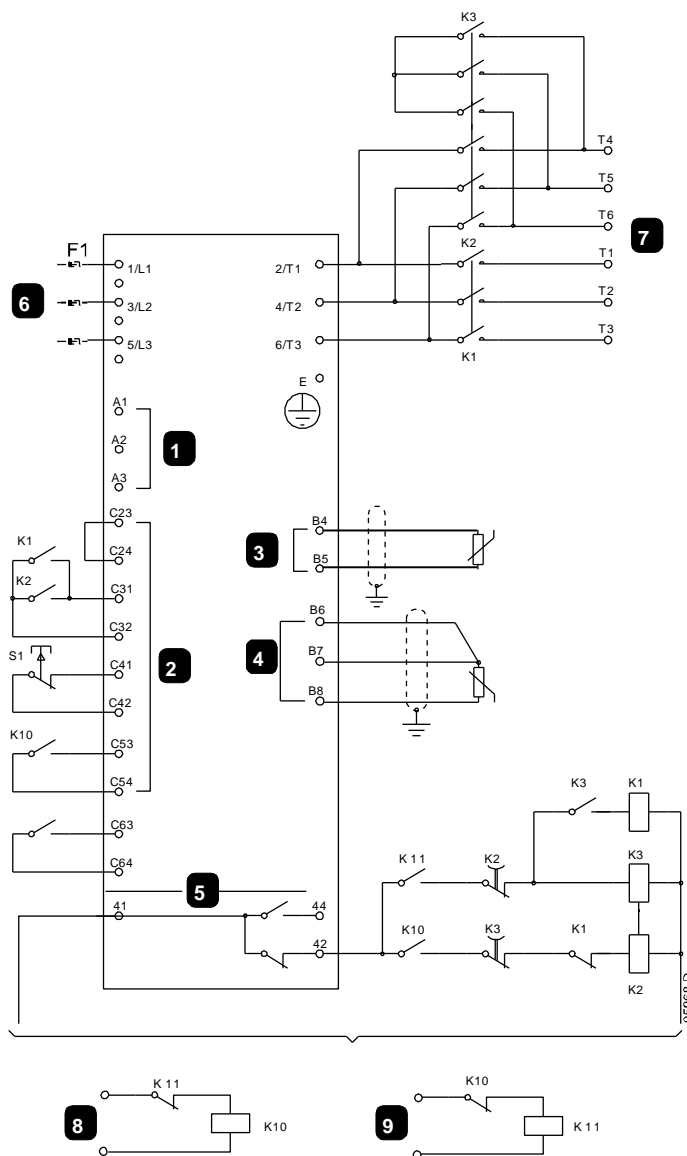 K3
T4
T5
T6
7
F1
K2
1/L1
2/T1
T1
6
3/L2
4/T2
T2
5/L3
6/T3
T3
K1
E
A1
A2
1
A3
C23
B4
K1
C24
3
B5
K2
C31
C32
B6
S1
C41
2
4
B7
C42
B8
K10
C53
C54
K3
K1
C63
K 11
K2
K3
C64
5
41
44
K10
K3
K1
42
K2
K 11
K10
8
K10
9
K 11